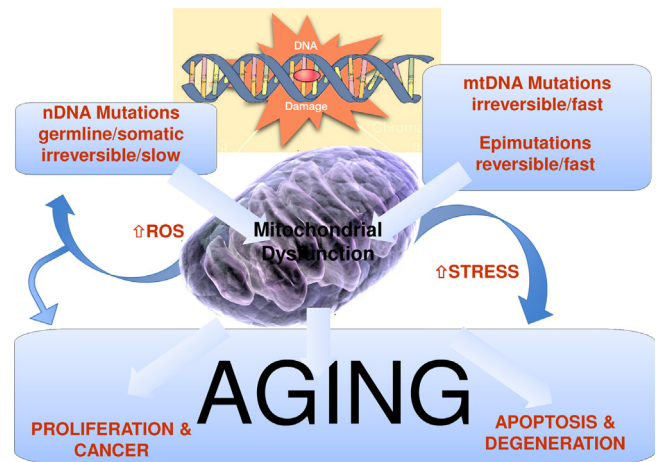 DNA
Damage
nDNA Mutations
germline/somatic
irreversible/slow
mtDNA Mutations
irreversible/fast
Epimutations
reversible/fast
Mitochondrial
Dysfunction
⇧ROS
⇧STRESS
AGING
PROLIFERATION &
CANCER
APOPTOSIS &
DEGENERATION